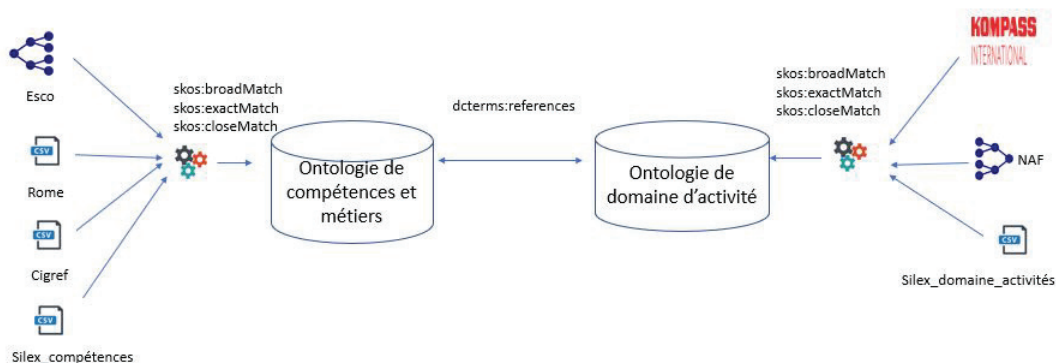 Esco
CSV
Rome
CSV
Cigref
CSV
Silex_compétences
skos:broadMatch
skos:exactMatch
skos:closeMatch
Ontologie de
compétences et
métiers
dcterms:references
Ontologie de
domaine d'activité
skos:broadMatch
skos:exactMatch
skos:closeMatch
KOMPASS
INTERNATIONAL
NAF
CSV
Silex_domaine_activités